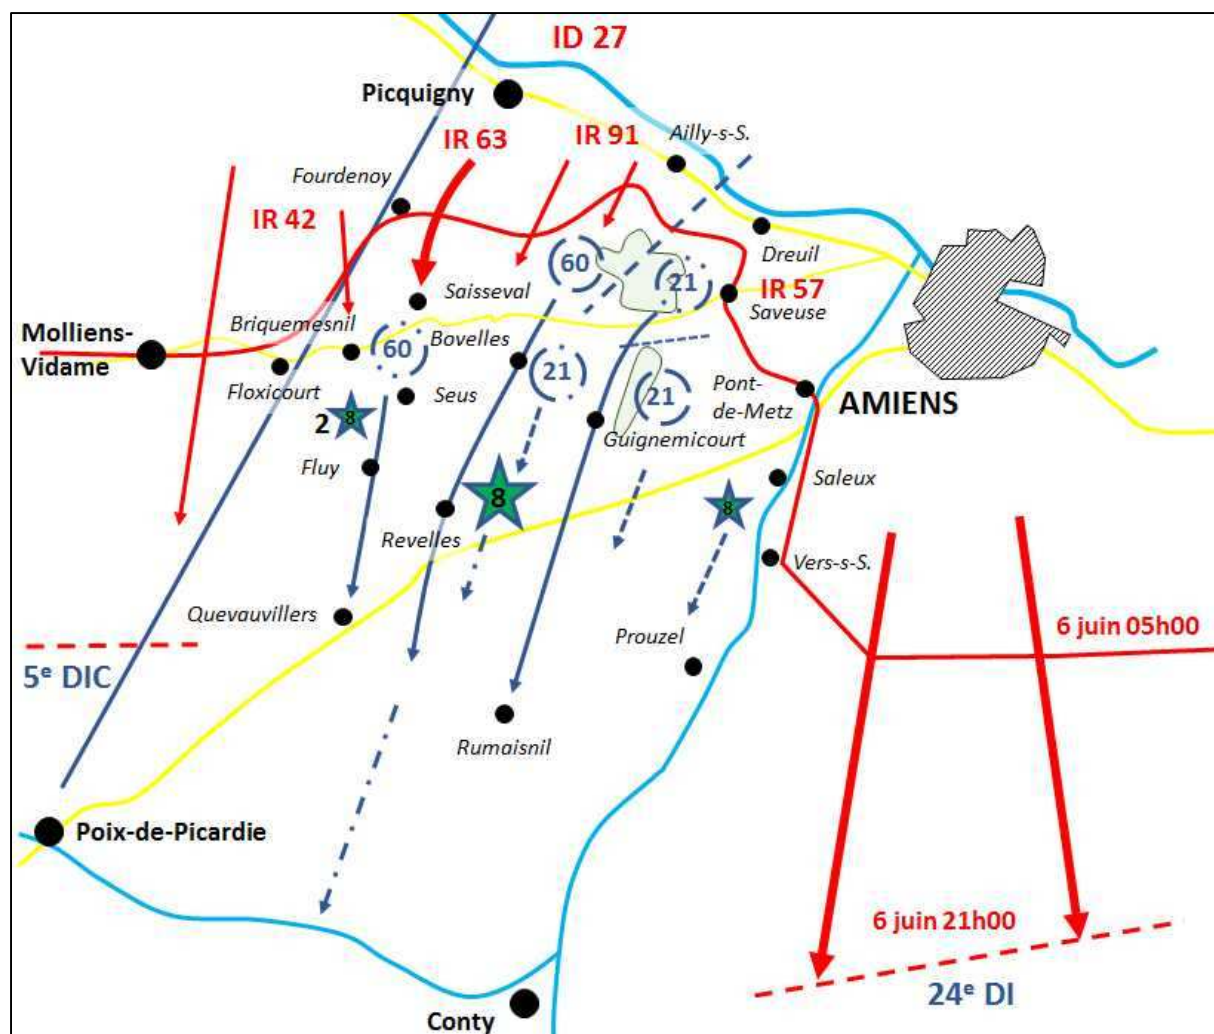 ID 27
Picquigny
IR 63
IR 91
Ailly-s-S.
Fourdenoy
IR 42
Dreuil
60
21
IR 57
Saisseval
Saveuse
Molliens-
Vidame
Briquemesnil
60
Bovelles
21
21
Pont-
de-Metz
AMIENS
Floxicourt
Seus
2
8
Guignemicourt
Fluy
8
8
Saleux
Revelles
Vers-s-S.
Quevauvillers
Prouzel
6 juin 05h00
5e DIC
Rumaisnil
Poix-de-Picardie
6 juin 21h00
24e DI
Conty